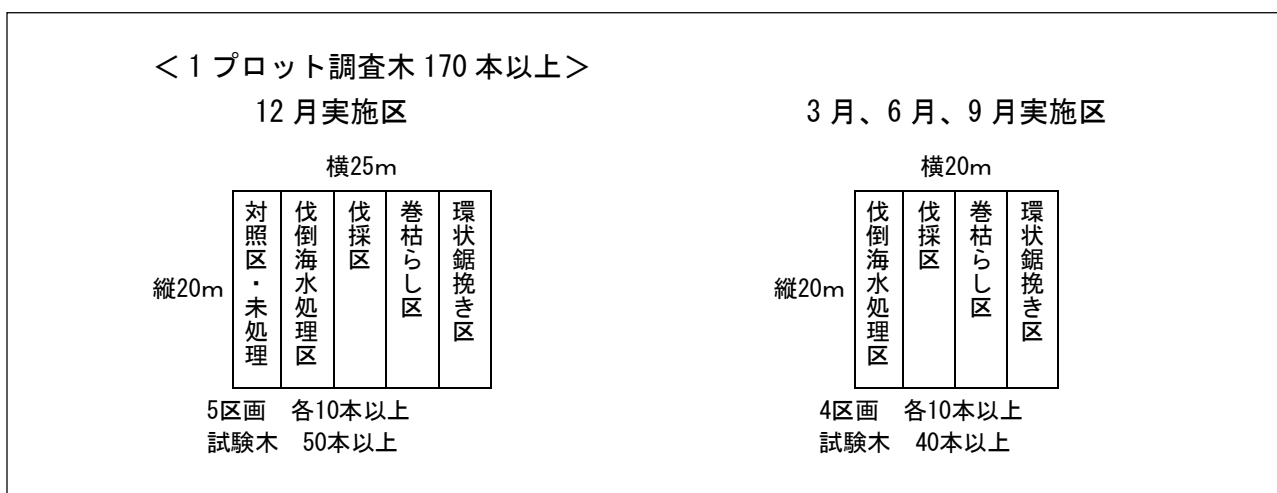 ＜1プロット調査木170本以上＞
12月実施区
横25ｍ
縦20ｍ
対照区・未処理
伐倒海水処理区
伐採区
巻枯らし区
環状鋸挽き区
5区画　各10本以上
試験木　50本以上
3月、6月、9月実施区
横20ｍ
縦20ｍ
伐倒海水処理区
伐採区
巻枯らし区
環状鋸挽き区
4区画　各10本以上
試験木　40本以上